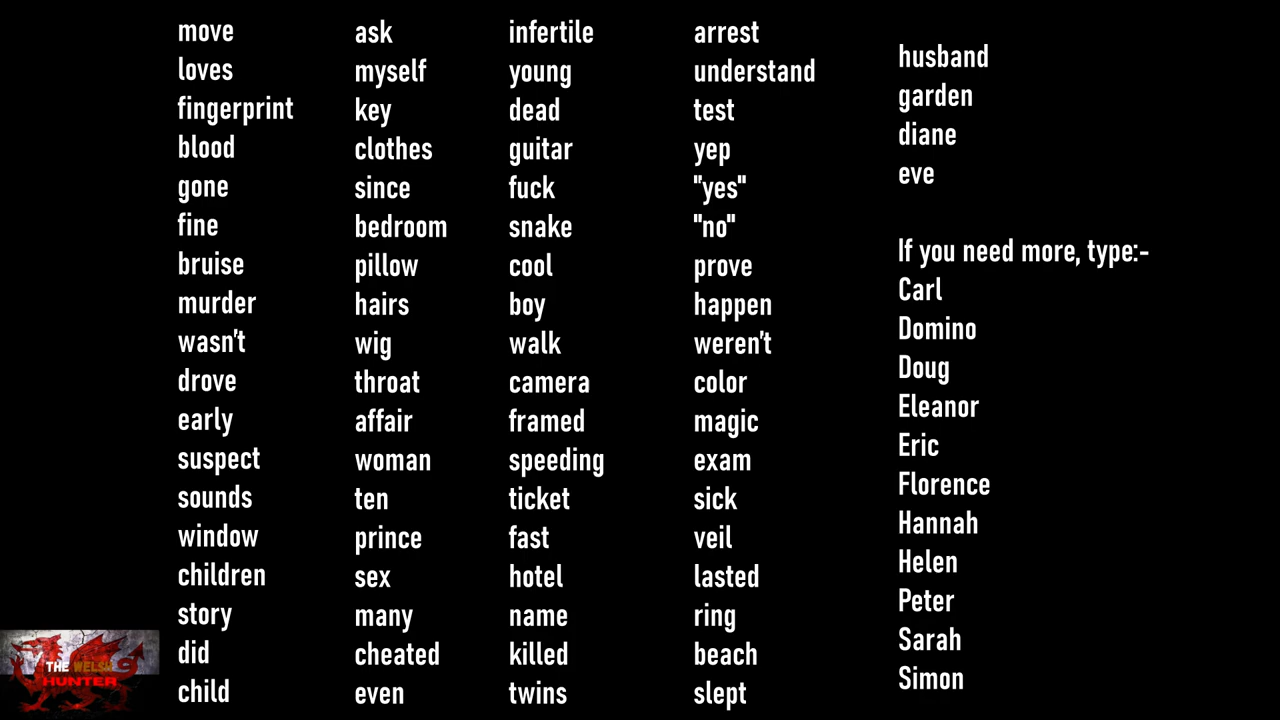 move
loves
fingerprint
blood
gone
fine
bruise
murder
wasn't
drove
early
suspect
sounds
window
children
story
did
child
ask
myself
key
clothes
since
bedroom
pillow
hairs
wig
throat
affair
woman
ten
prince
sex
many
cheated
even
infertile
young
dead
guitar
fuck
snake
cool
boy
walk
camera
framed
speeding
ticket
fast
hotel
name
killed
twins
arrest
understand
test
yep
"yes"
"no"
prove
happen
weren't
color
magic
exam
sick
veil
lasted
ring
beach
slept
husband
garden
diane
eve
If you need more, type:-
Carl
Domino
Doug
Eleanor
Eric
Florence
Hannah
Helen
Peter
Sarah
Simon
THE WELSH
HUNTER